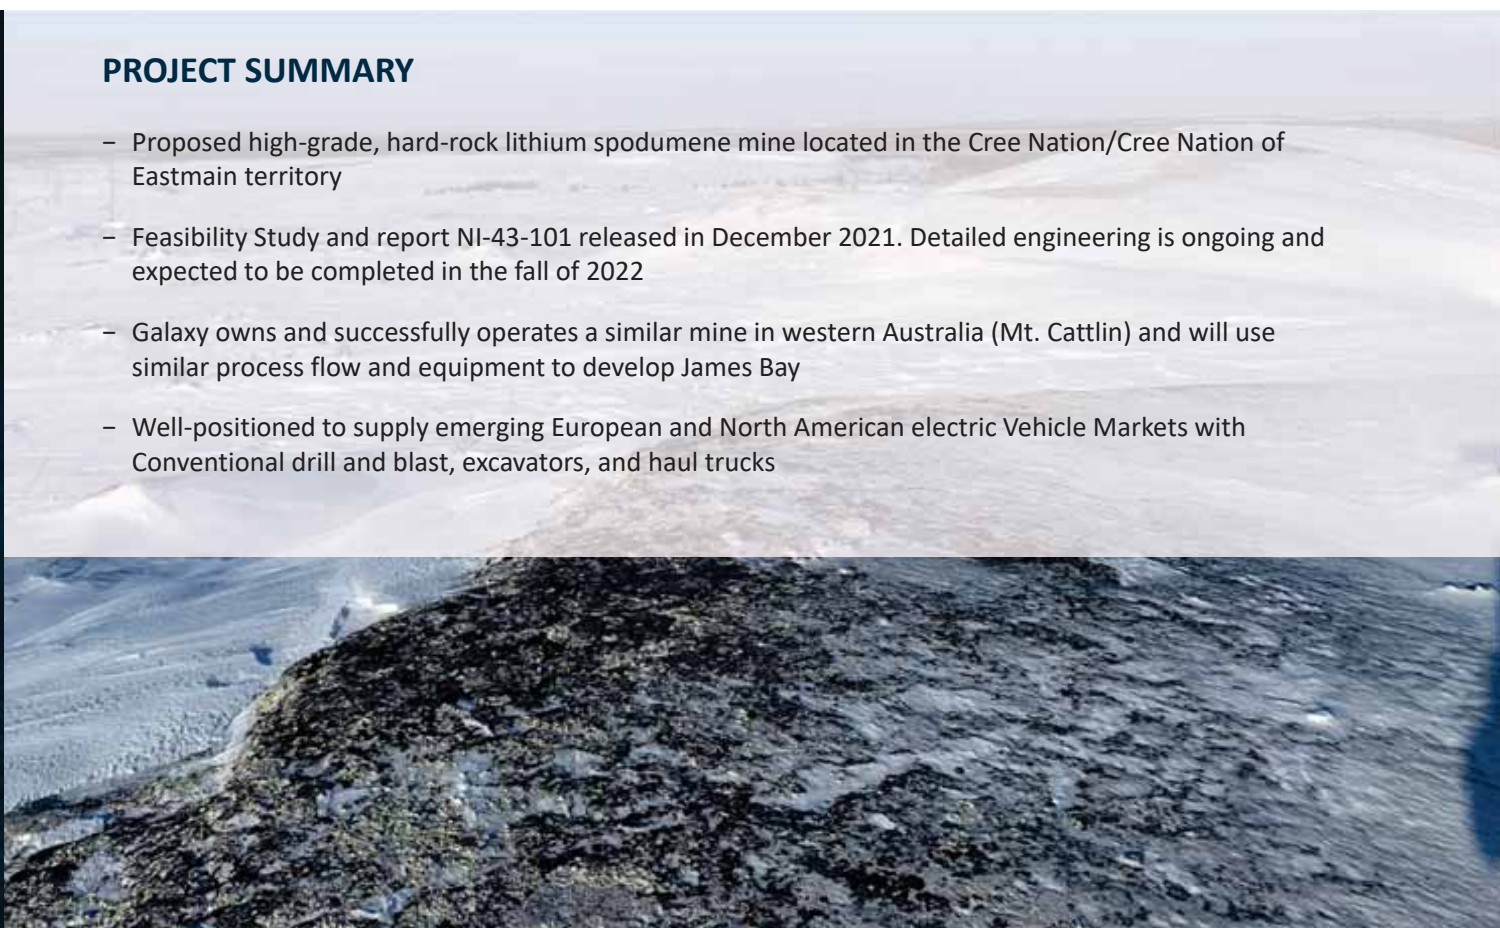 PROJECT SUMMARY
– Proposed high-grade, hard-rock lithium spodumene mine located in the Cree Nation/Cree Nation of
Eastmain territory
– Feasibility Study and report NI-43-101 released in December 2021. Detailed engineering is ongoing and
expected to be completed in the fall of 2022
– Galaxy owns and successfully operates a similar mine in western Australia (Mt. Cattlin) and will use
similar process flow and equipment to develop James Bay
– Well-positioned to supply emerging European and North American electric Vehicle Markets with
Conventional drill and blast, excavators, and haul trucks